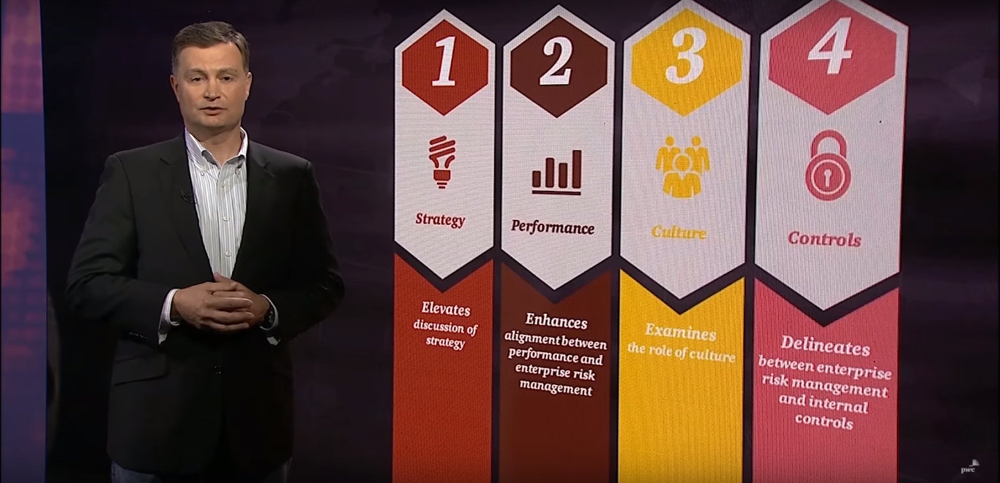 1
Strategy
Elevates
discussion of
strategy
2
Performance
Enhances
alignment between
performance and
enterprise risk
management
3
Culture
Examines
the role of culture
4
Controls
Delineates
between enterprise
risk management
and internal
controls
pwc